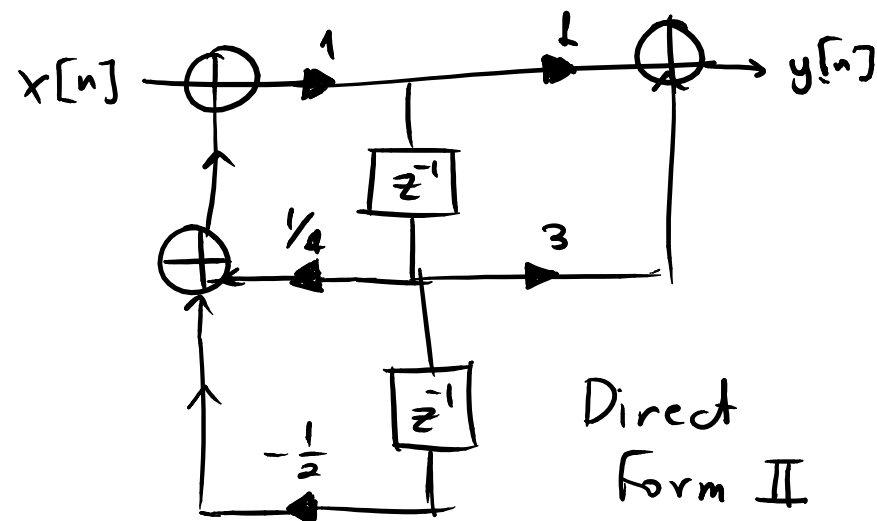 1 1
x[n] y[n]
z⁻¹
1/4 3
z⁻¹
Direct
-1/2
Form II